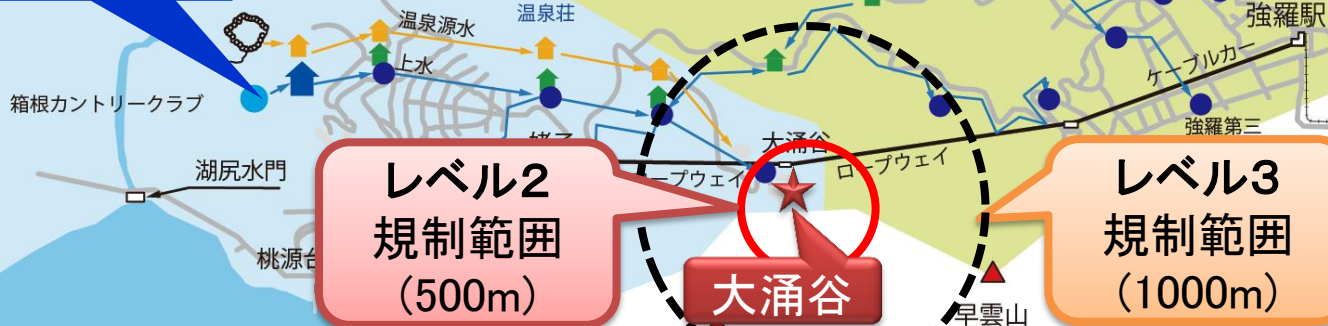 温泉源水
温泉荘
強羅駅
上水
ケーブルカー
箱根カントリークラブ
強羅第三
大涌谷
ロープウェイ
ロープウェイ
湖尻水門
桃源台
レベル2
規制範囲
(500m)
大涌谷
レベル3
規制範囲
(1000m)
早雲山